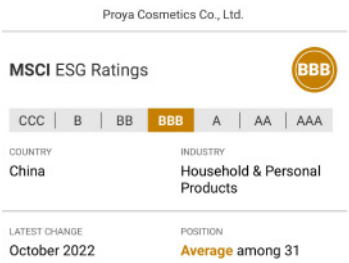 Proya Cosmetics Co., Ltd.
MSCI ESG Ratings
BBB
CCC | B | BB BBB A | AA | AAA
COUNTRY
China
INDUSTRY
Household & Personal
Products
LATEST CHANGE
October 2022
POSITION
Average among 31